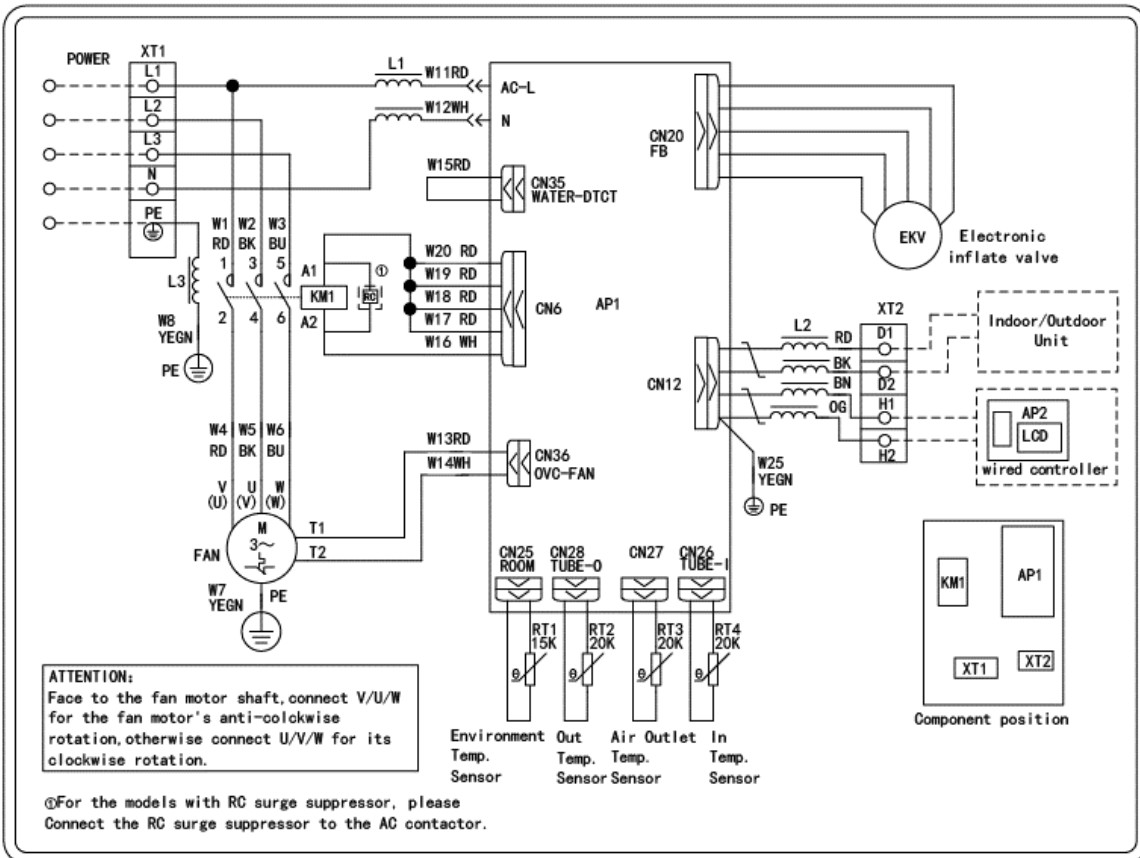 POWER
XT1
L1
L2
L3
N
PE
L1
W11RD
W12WH
AC-L
N
W15RD
CN35
WATER-DTCT
CN20
FB
EKV
Electronic
inflate valve
W1 W2 W3
RD BK BU
1 3 5
2 4 6
L3
W8
YEGN
PE
A1
KM1
A2
①
RC
W20 RD
W19 RD
W18 RD
W17 RD
W16 WH
CN6
AP1
CN12
L2
RD
BK
BN
OG
XT2
D1
D2
H1
H2
Indoor/Outdoor
Unit
AP2
LCD
wired controller
W25
YEGN
PE
W4 W5 W6
RD BK BU
V U W
(U) (V) (W)
M
3～
FAN
T1
T2
W7
YEGN
PE
W13RD
W14WH
CN36
OVC-FAN
CN25
ROOM
CN28
TUBE-O
CN27
CN26
TUBE-I
RT1
15K
RT2
20K
RT3
20K
RT4
20K
θ θ θ θ
Environment
Temp.
Sensor
Out
Temp.
Sensor
Air Outlet
Temp.
Sensor
In
Temp.
Sensor
KM1
AP1
XT1
XT2
Component position
ATTENTION:
Face to the fan motor shaft,connect V/U/W
for the fan motor's anti-colckwise
rotation,otherwise connect U/V/W for its
clockwise rotation.
①For the models with RC surge suppressor, please
Connect the RC surge suppressor to the AC contactor.